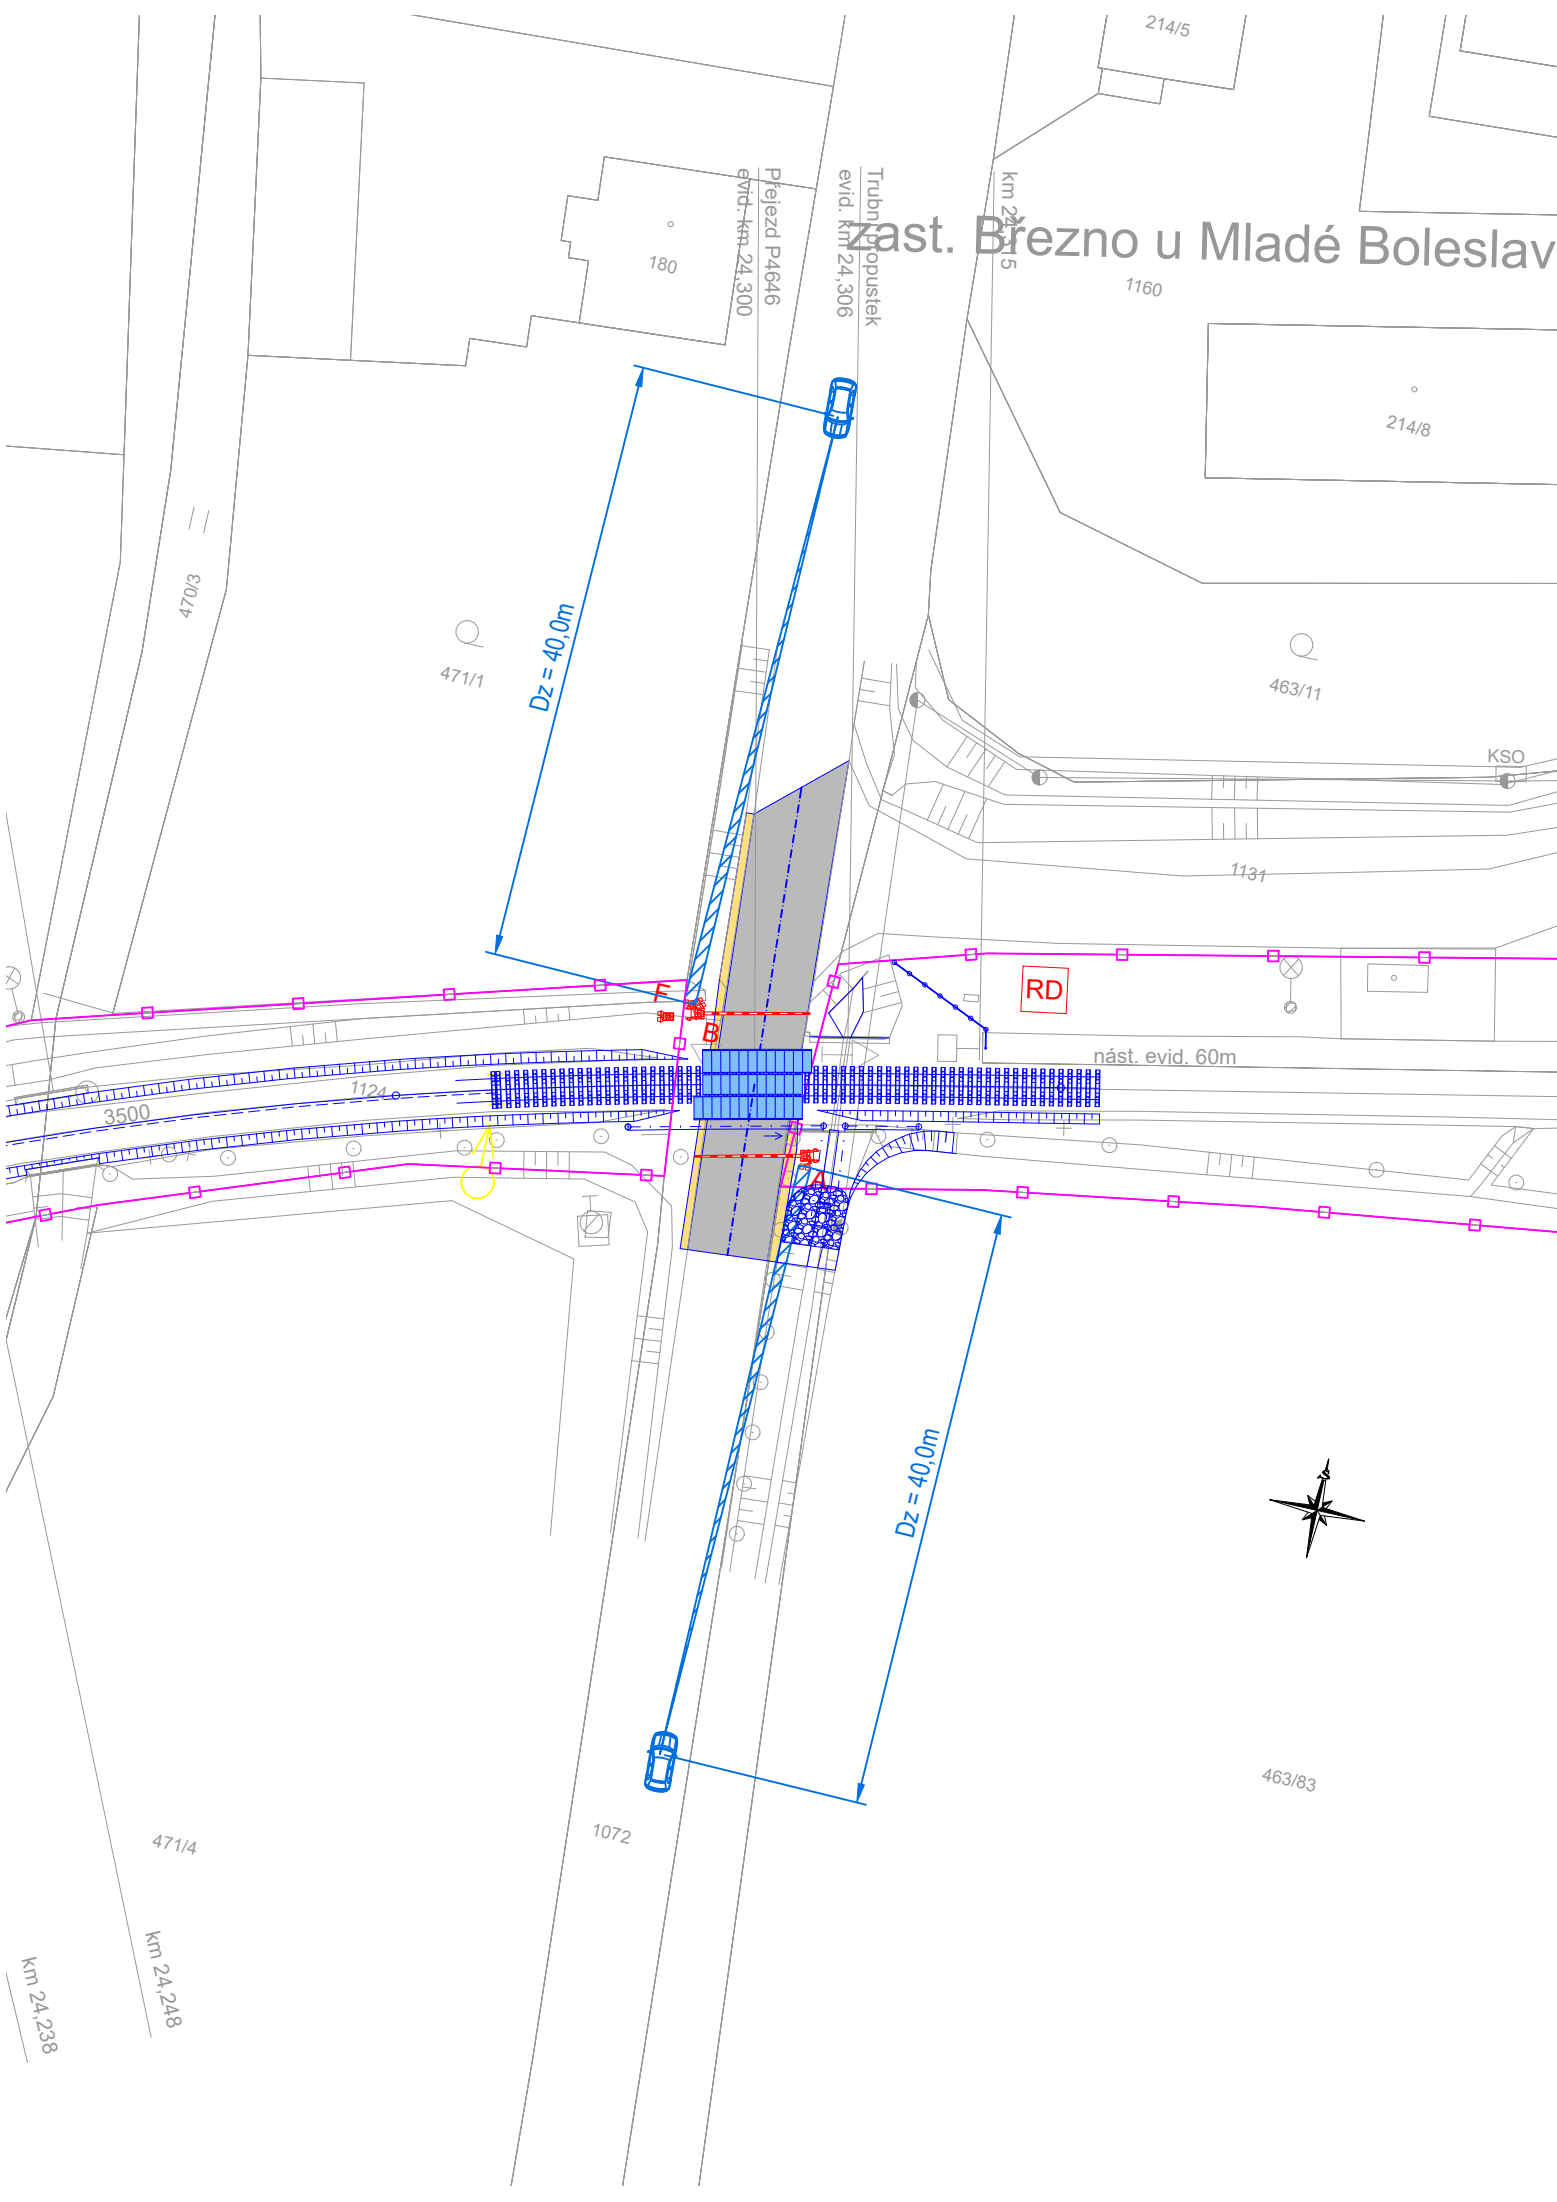 214/5
Přejezd P4646
evid. km 24,300
Trubní propustek
evid. km 24,306
km 24,315
zast. Březno u Mladé Boleslav
180
1160
214/8
470/3
471/1
Dz = 40,0m
463/11
KSO
1131
F
B
RD
nást. evid. 60m
1124
3500
A
Dz = 40,0m
S
463/83
1072
471/4
km 24,248
km 24,238